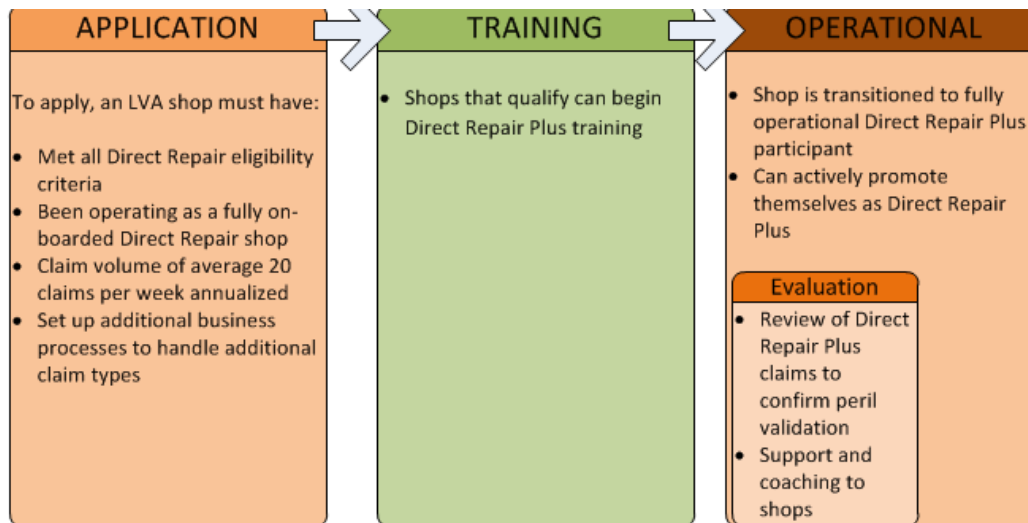 APPLICATION
To apply, an LVA shop must have:
• Met all Direct Repair eligibility
criteria
• Been operating as a fully on-
boarded Direct Repair shop
• Claim volume of average 20
claims per week annualized
• Set up additional business
processes to handle additional
claim types
TRAINING
• Shops that qualify can begin
Direct Repair Plus training
OPERATIONAL
• Shop is transitioned to fully
operational Direct Repair Plus
participant
• Can actively promote
themselves as Direct Repair
Plus
Evaluation
• Review of Direct
Repair Plus
claims to
confirm peril
validation
• Support and
coaching to
shops